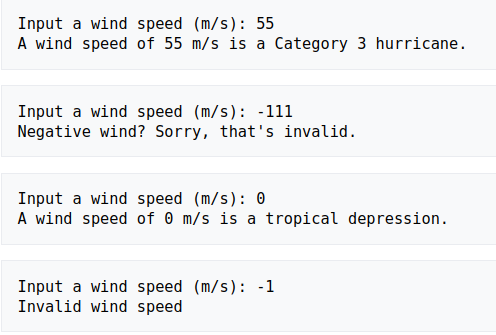 Input a wind speed (m/s): 55
A wind speed of 55 m/s is a Category 3 hurricane.
Input a wind speed (m/s): -111
Negative wind? Sorry, that's invalid.
Input a wind speed (m/s): 0
A wind speed of 0 m/s is a tropical depression.
Input a wind speed (m/s): -1
Invalid wind speed